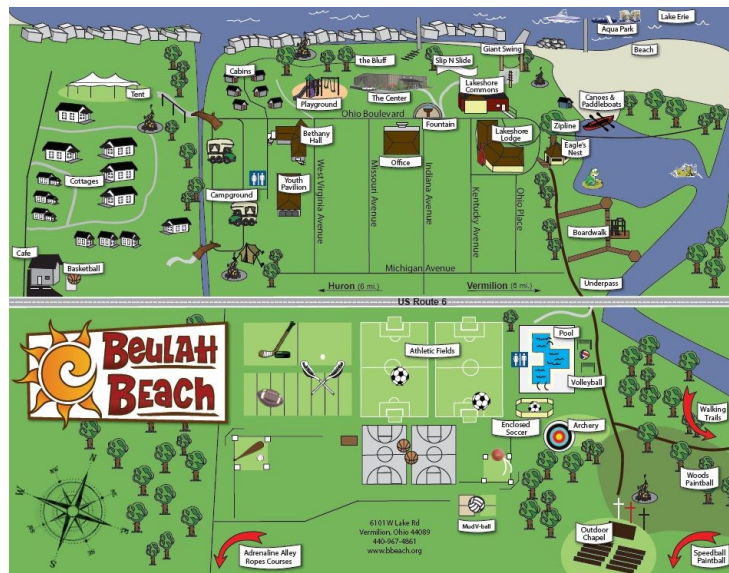 Lake Erie
Aqua Park
Beach
Giant Swing
the Bluff
Slip N Slide
Cabins
Lakeshore
Commons
Tent
Playground
The Center
Canoes &
Paddleboats
Ohio Boulevard
Fountain
Zipline
Bethany
Hall
Office
Lakeshore
Lodge
Eagle's
Nest
Cottages
Youth
Pavilion
Campground
West Virginia Avenue
Missouri Avenue
Indiana Avenue
Kentucky Avenue
Ohio Place
Boardwalk
Cafe
Basketball
Michigan Avenue
Huron (6 mi.)
Vermilion (6 mi.)
Underpass
US Route 6
BEULAH
BEACH
Athletic Fields
Pool
Volleyball
Enclosed
Soccer
Archery
Walking
Trails
Woods
Paintball
MudV-ball
6101 W Lake Rd
Vermilion, Ohio 44089
440-967-4861
www.bbeach.org
Outdoor
Chapel
Adrenaline Alley
Ropes Courses
Speedball
Paintball
N
E
S
W